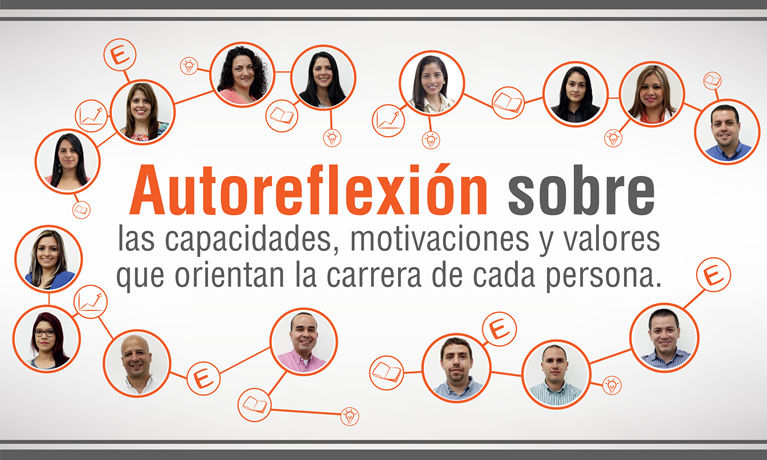 E
Autoreflexión sobre
las capacidades, motivaciones y valores
que orientan la carrera de cada persona.
E
E
E